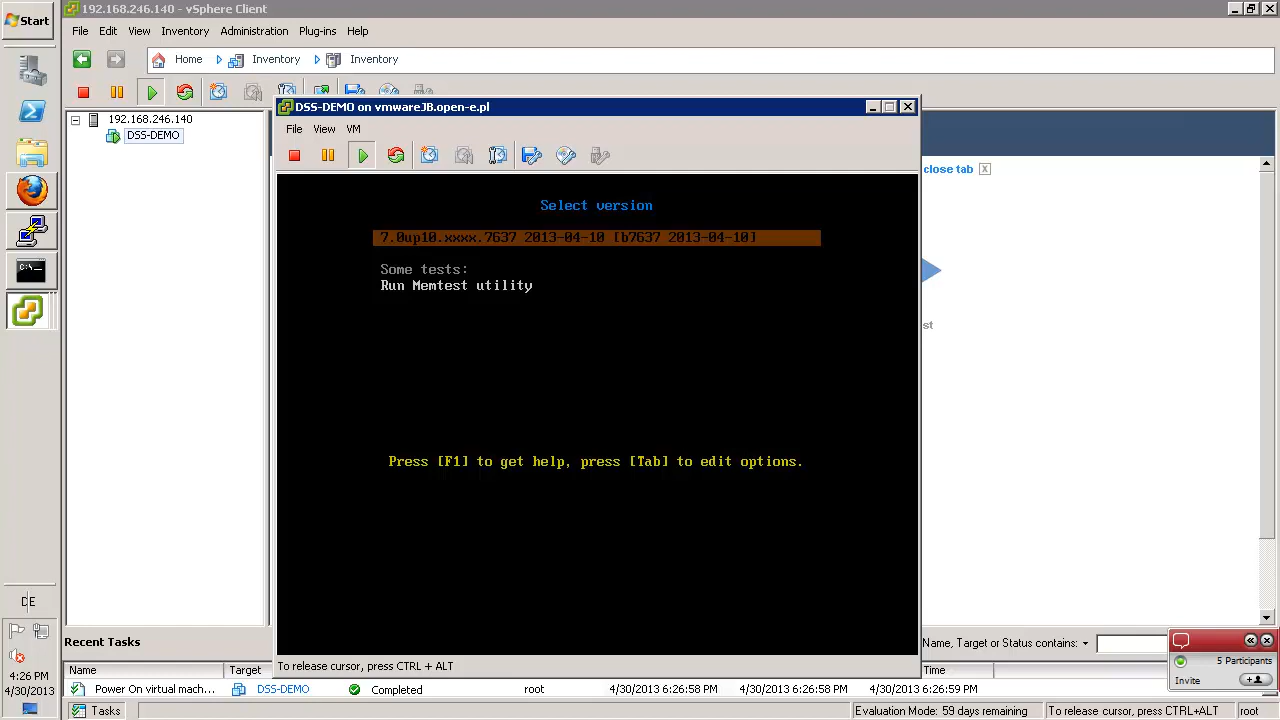 Start
192.168.246.140 - vSphere Client
File Edit View Inventory Administration Plug-ins Help
Home Inventory Inventory
192.168.246.140
DSS-DEMO
DSS-DEMO on vmwareJB.open-e.pl
File View VM
close tab X
Select version
7.0up10.xxxx.7637 2013-04-10 [b7637 2013-04-10]
Some tests:
Run Memtest utility
st
Press [F1] to get help, press [Tab] to edit options.
C:\_
DE
4:26 PM
4/30/2013
To release cursor, press CTRL + ALT
Recent Tasks
Name, Target or Status contains:
Name Target Time
Power On virtual mach... DSS-DEMO Completed root 4/30/2013 6:26:58 PM 4/30/2013 6:26:58 PM 4/30/2013 6:26:59 PM
5 Participants
Invite
Tasks Evaluation Mode: 59 days remaining To release cursor, press CTRL+ALT root